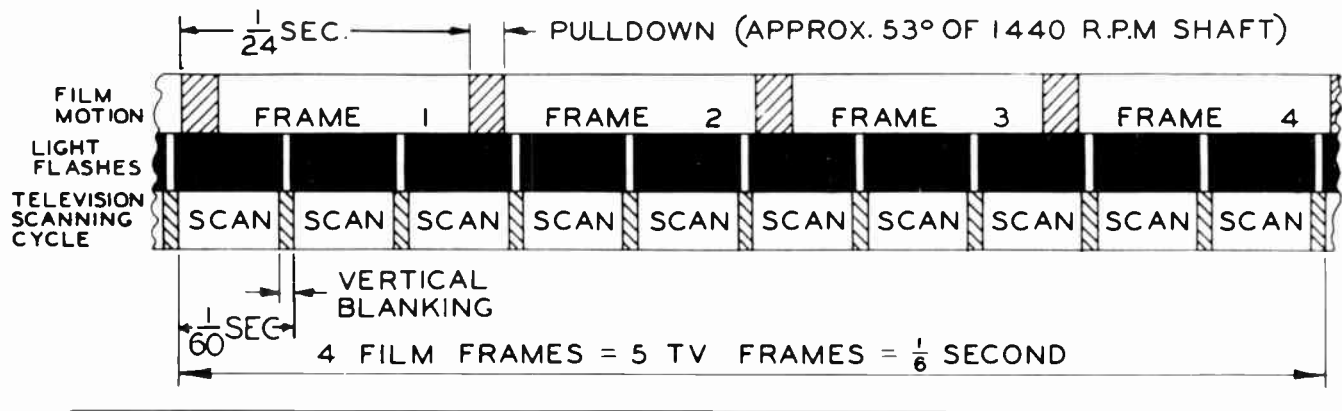 1/24 SEC. PULLDOWN (APPROX. 53° OF 1440 R.P.M SHAFT)
FILM MOTION
FRAME 1 FRAME 2 FRAME 3 FRAME 4
LIGHT FLASHES
TELEVISION SCANNING CYCLE
SCAN SCAN SCAN SCAN SCAN SCAN SCAN SCAN SCAN SCAN
VERTICAL BLANKING
1/60 SEC
4 FILM FRAMES = 5 TV FRAMES = 1/6 SECOND